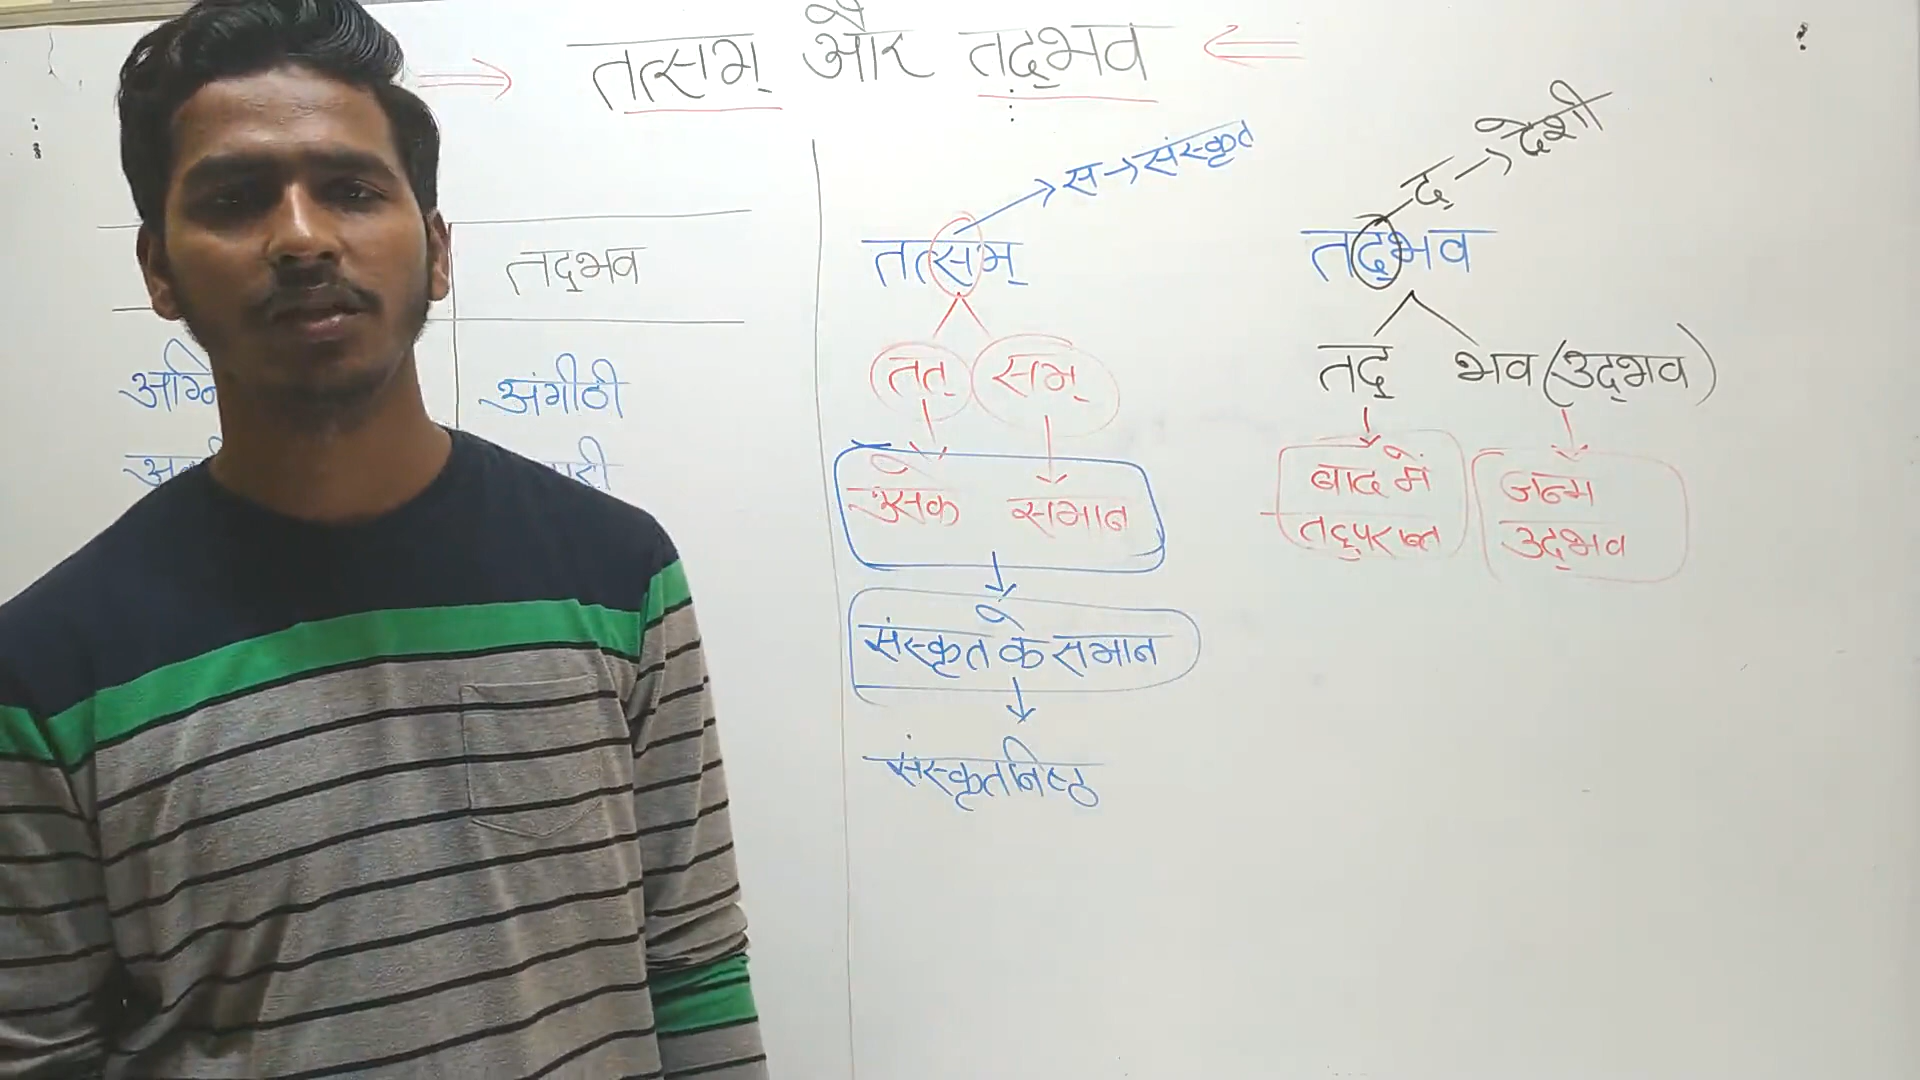 तत्सम् और तद्भव
तद्भव
अंगीठी
स → संस्कृत
तत्सम्
तत् सम्
उसके समान
संस्कृत के समान
संस्कृतनिष्ठ
द् → देशी
तद्भव
तद् भव (उद्भव)
बाद में
तदुपरान्त
जन्म
उद्भव